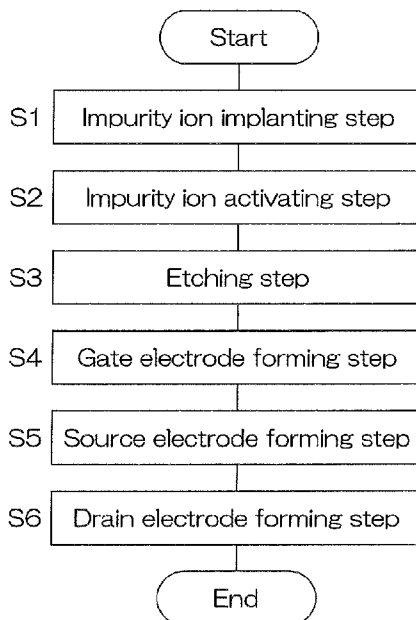 Start
S1 Impurity ion implanting step
S2 Impurity ion activating step
S3 Etching step
S4 Gate electrode forming step
S5 Source electrode forming step
S6 Drain electrode forming step
End